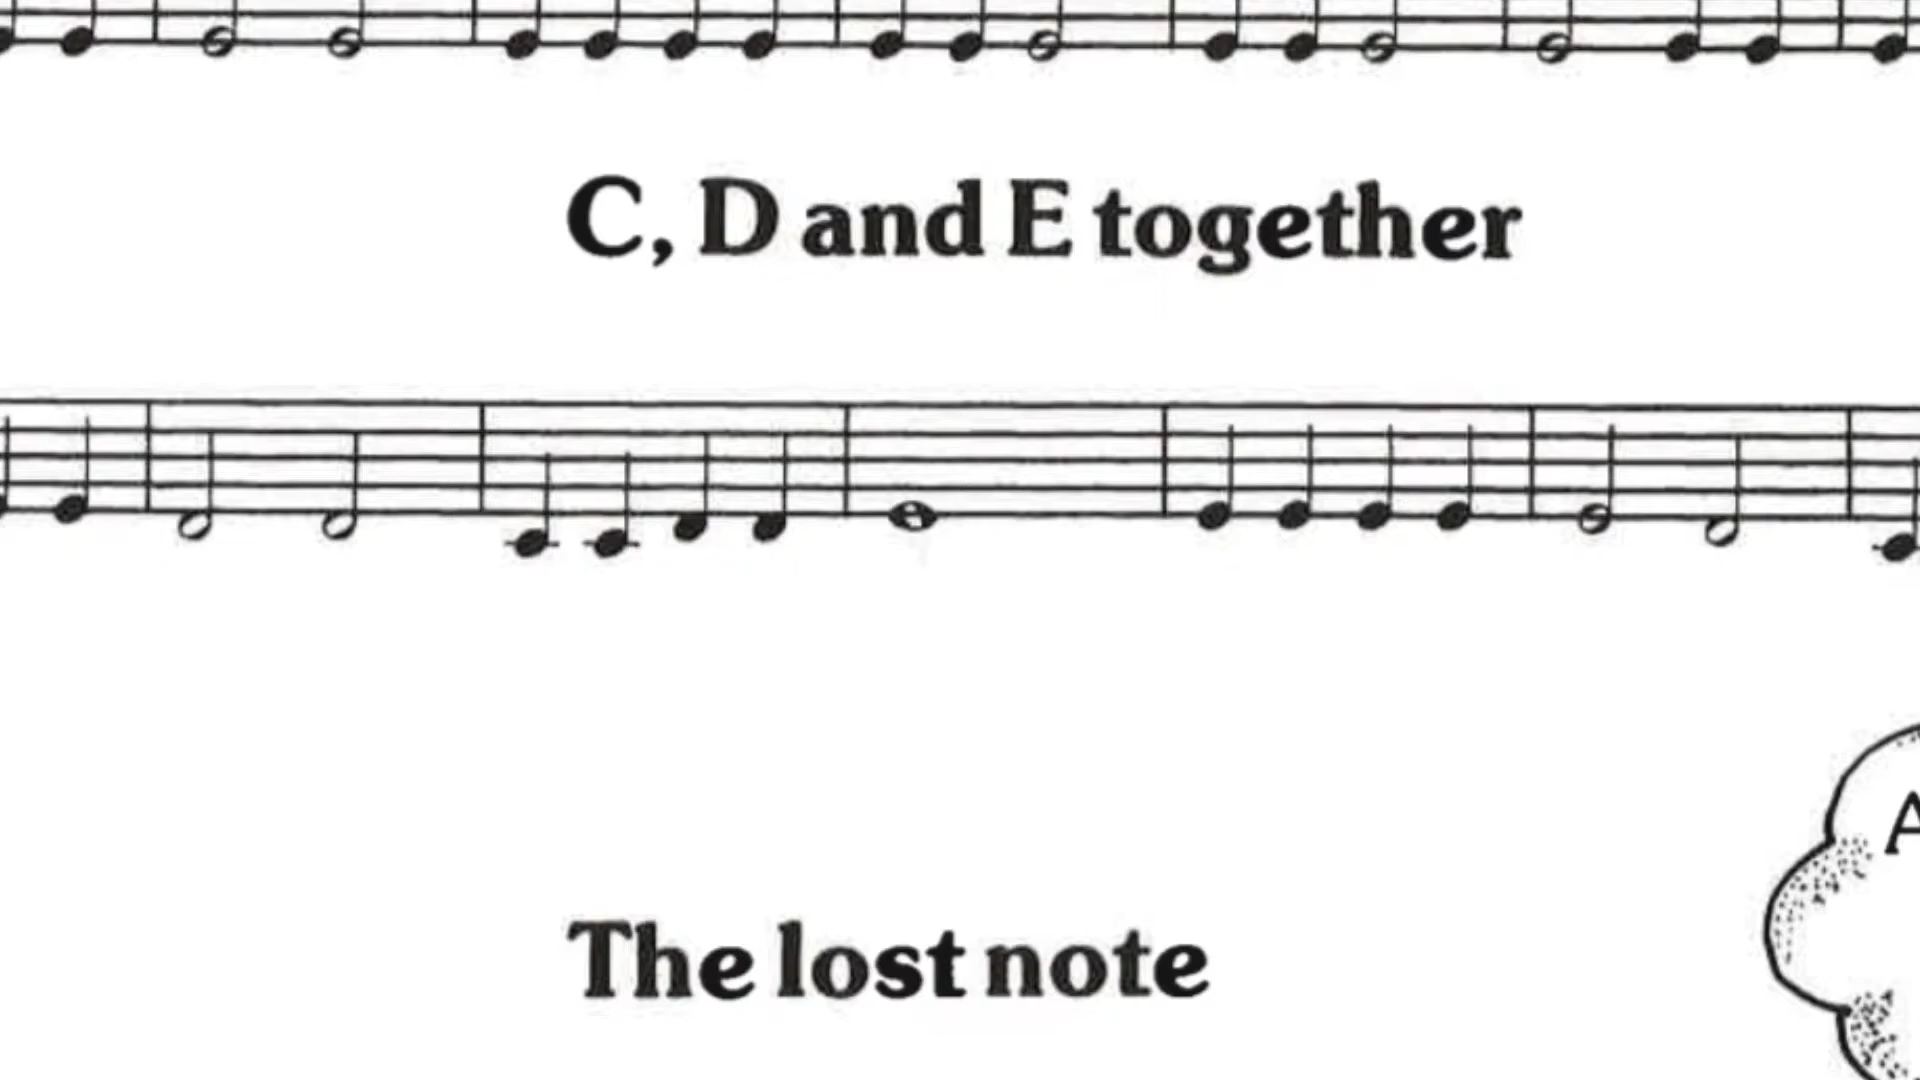 C, D and E together
The lost note
A